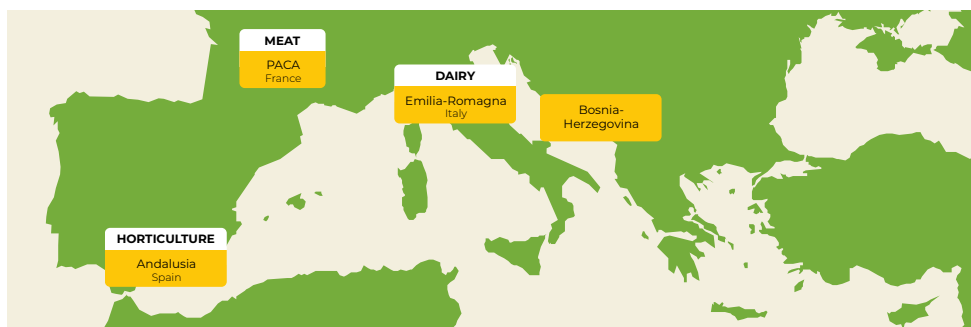 MEAT
PACA
France
DAIRY
Emilia-Romagna
Italy
Bosnia-
Herzegovina
HORTICULTURE
Andalusia
Spain